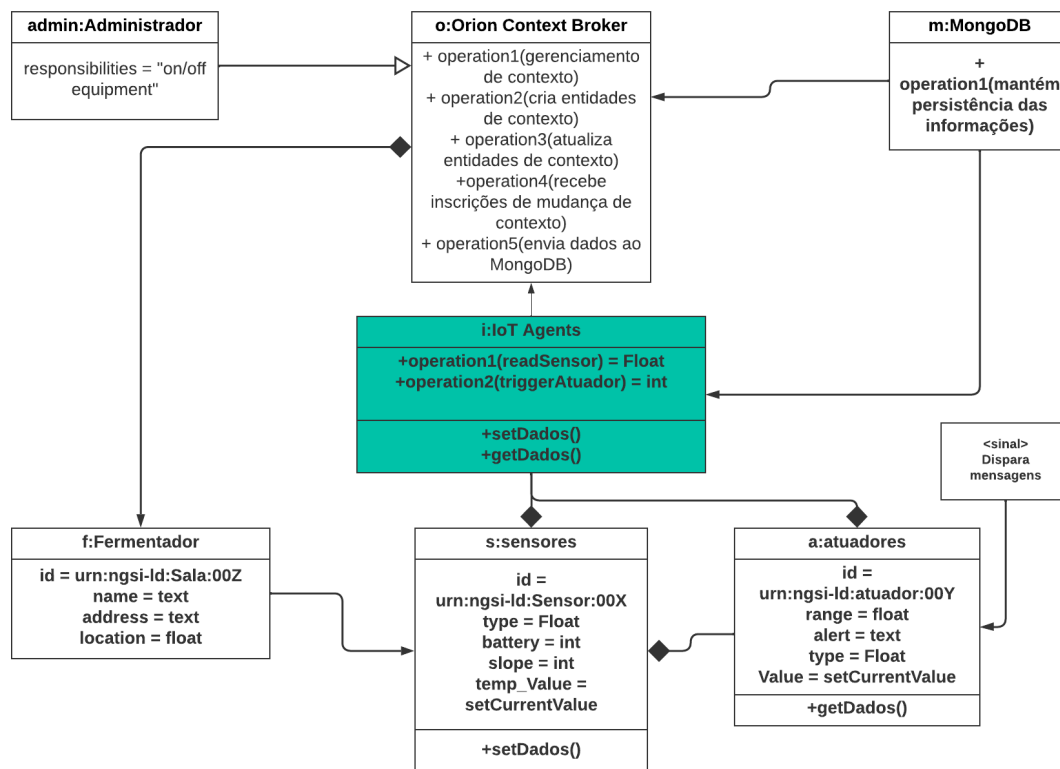 admin:Administrador
responsibilities = "on/off
equipment"
o:Orion Context Broker
+ operation1(gerenciamento
de contexto)
+ operation2(cria entidades
de contexto)
+ operation3(atualiza
entidades de contexto)
+operation4(recebe
inscrições de mudança de
contexto)
+ operation5(envia dados ao
MongoDB)
m:MongoDB
+
operation1(mantém
persistência das
informações)
i:IoT Agents
+operation1(readSensor) = Float
+operation2(triggerAtuador) = int
+setDados()
+getDados()
<sinal>
Dispara
mensagens
f:Fermentador
id = urn:ngsi-ld:Sala:00Z
name = text
address = text
location = float
s:sensores
id =
urn:ngsi-ld:Sensor:00X
type = Float
battery = int
slope = int
temp_Value =
setCurrentValue
+setDados()
a:atuadores
id =
urn:ngsi-ld:atuador:00Y
range = float
alert = text
type = Float
Value = setCurrentValue
+getDados()